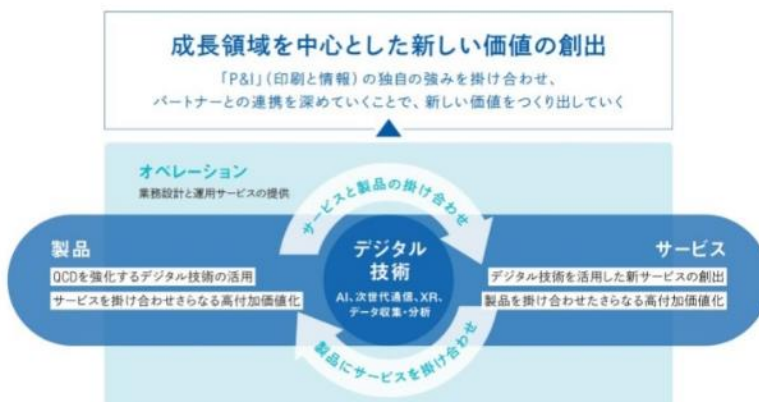 成長領域を中心とした新しい価値の創出
「P&I」(印刷と情報)の独自の強みを掛け合わせ、
パートナーとの連携を深めていくことで、新しい価値をつくり出していく
オペレーション
業務設計と運用サービスの提供
サービスと製品の掛け合わせ
製品
QCDを強化するデジタル技術の活用
サービスを掛け合わせさらなる高付加価値化
デジタル
技術
AI、次世代通信、XR、
データ収集・分析
サービス
デジタル技術を活用した新サービスの創出
製品を掛け合わせたさらなる高付加価値化
製品にサービスを掛け合わせ